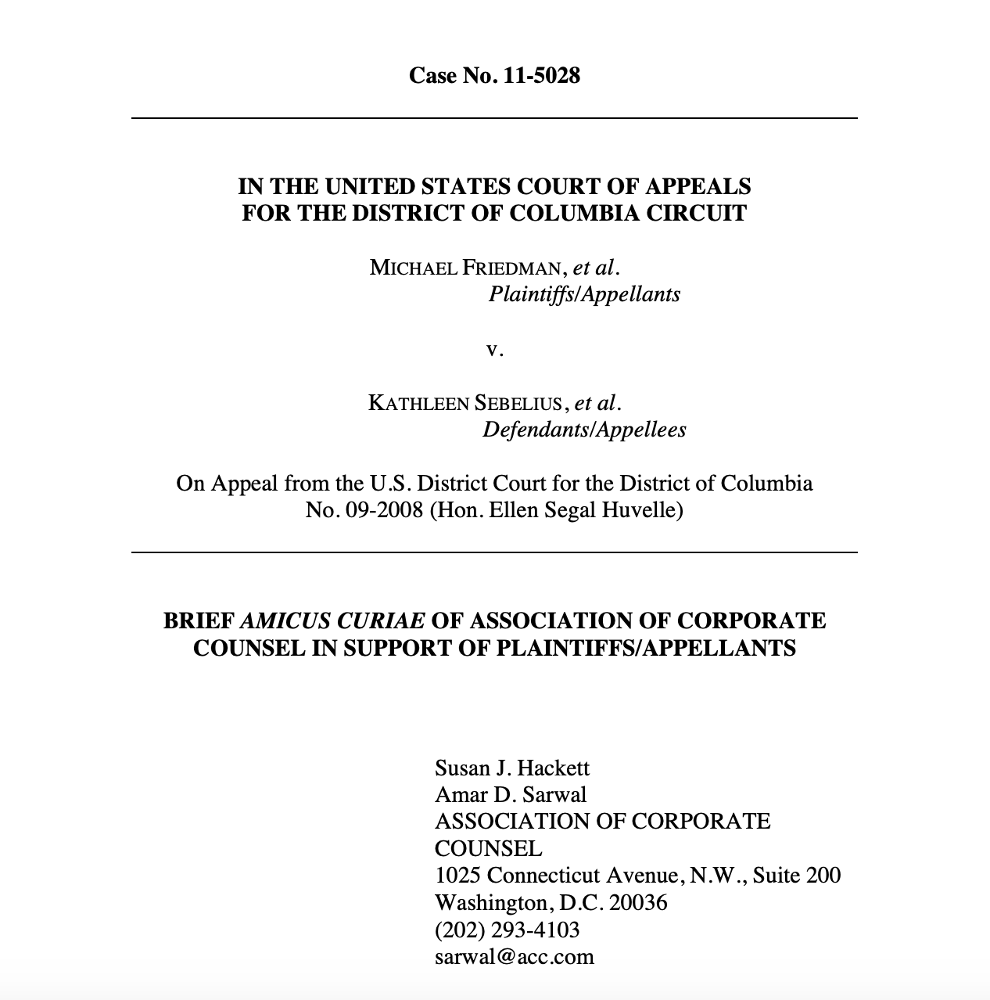 Case No. 11-5028
IN THE UNITED STATES COURT OF APPEALS
FOR THE DISTRICT OF COLUMBIA CIRCUIT
MICHAEL FRIEDMAN, et al.
Plaintiffs/Appellants
v.
KATHLEEN SEBELIUS, et al.
Defendants/Appellees
On Appeal from the U.S. District Court for the District of Columbia
No. 09-2008 (Hon. Ellen Segal Huvelle)
BRIEF AMICUS CURIAE OF ASSOCIATION OF CORPORATE
COUNSEL IN SUPPORT OF PLAINTIFFS/APPELLANTS
Susan J. Hackett
Amar D. Sarwal
ASSOCIATION OF CORPORATE
COUNSEL
1025 Connecticut Avenue, N.W., Suite 200
Washington, D.C. 20036
(202) 293-4103
sarwal@acc.com